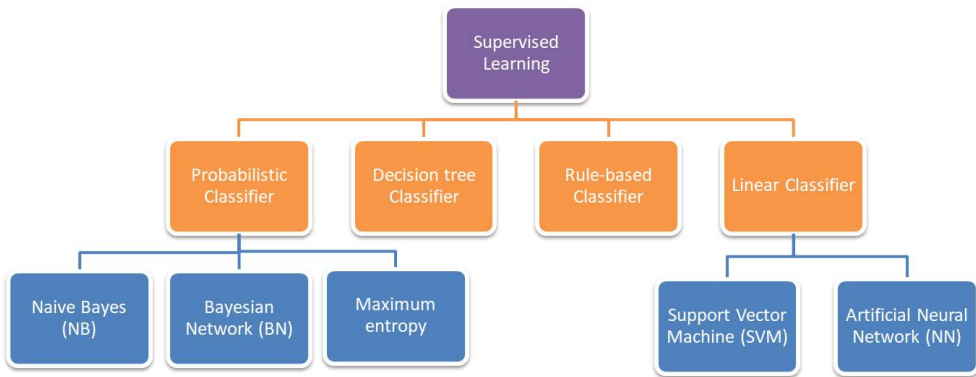 Supervised
Learning
Probabilistic
Classifier
Decision tree
Classifier
Rule-based
Classifier
Linear Classifier
Naive Bayes
(NB)
Bayesian
Network (BN)
Maximum
entropy
Support Vector
Machine (SVM)
Artificial Neural
Network (NN)